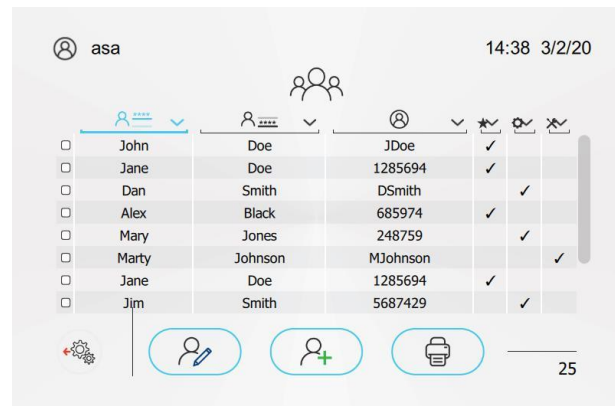 asa 14:38 3/2/20
John Doe JDoe ✓
Jane Doe 1285694 ✓
Dan Smith DSmith ✓
Alex Black 685974 ✓
Mary Jones 248759 ✓
Marty Johnson MJohnson ✓
Jane Doe 1285694 ✓
Jim Smith 5687429 ✓
25